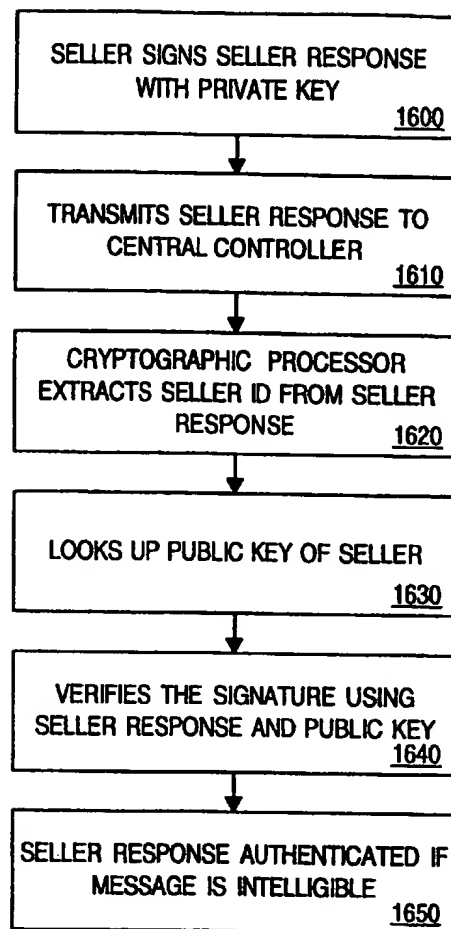 SELLER SIGNS SELLER RESPONSE
WITH PRIVATE KEY
1600
TRANSMITS SELLER RESPONSE TO
CENTRAL CONTROLLER
1610
CRYPTOGRAPHIC PROCESSOR
EXTRACTS SELLER ID FROM SELLER
RESPONSE
1620
LOOKS UP PUBLIC KEY OF SELLER
1630
VERIFIES THE SIGNATURE USING
SELLER RESPONSE AND PUBLIC KEY
1640
SELLER RESPONSE AUTHENTICATED IF
MESSAGE IS INTELLIGIBLE
1650